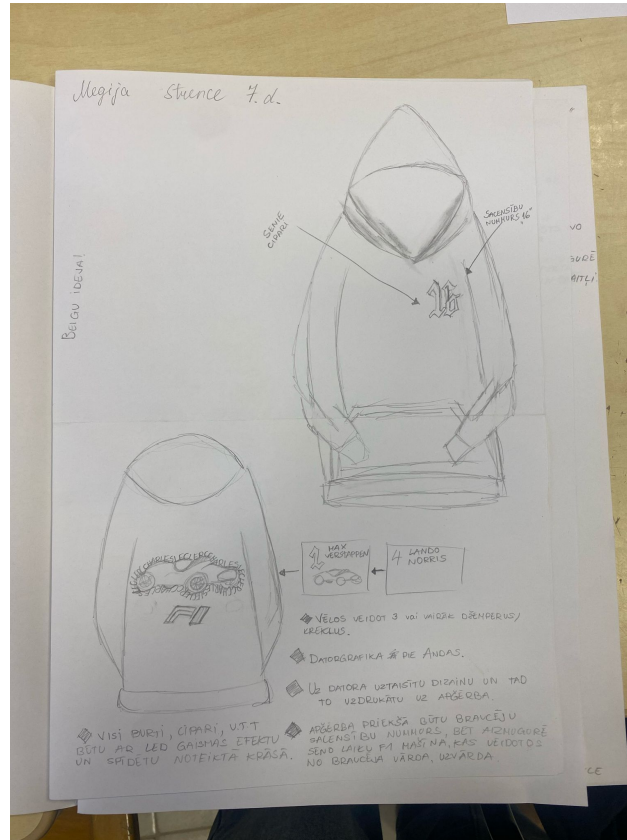 Megija Strence 7.d.
BEIGU IDEJA!
SENIE
CIPARI
SACENSĪBU
NUMURS "16"
16
1 MAX
VERSTAPPEN
4 LANDO
NORRIS
F1
VĒLOS VEIDOT 3 VAI VAIRĀK DŽEMPERUS/
KREKLUS.
DATORGRAFIKA PIE ANDAS.
UZ DATORA UZTAISĪTU DIZAINU UN TAD
TO UZDRUKĀTU UZ APĢĒRBA.
VISI BURTI, CIPARI, U.T.T
BŪTU AR LED GAISMAS EFEKTU
UN SPĪDĒTU NOTEIKTĀ KRĀSĀ.
APĢĒRBA PRIEKŠĀ BŪTU BRAUCĒJU
SACENSĪBU NUMURS, BET AIZMUGURĒ
SENO LAIKU F1 MAŠĪNA, KAS VEIDOTOS
NO BRAUCĒJA VĀRDA, UZVĀRDA.